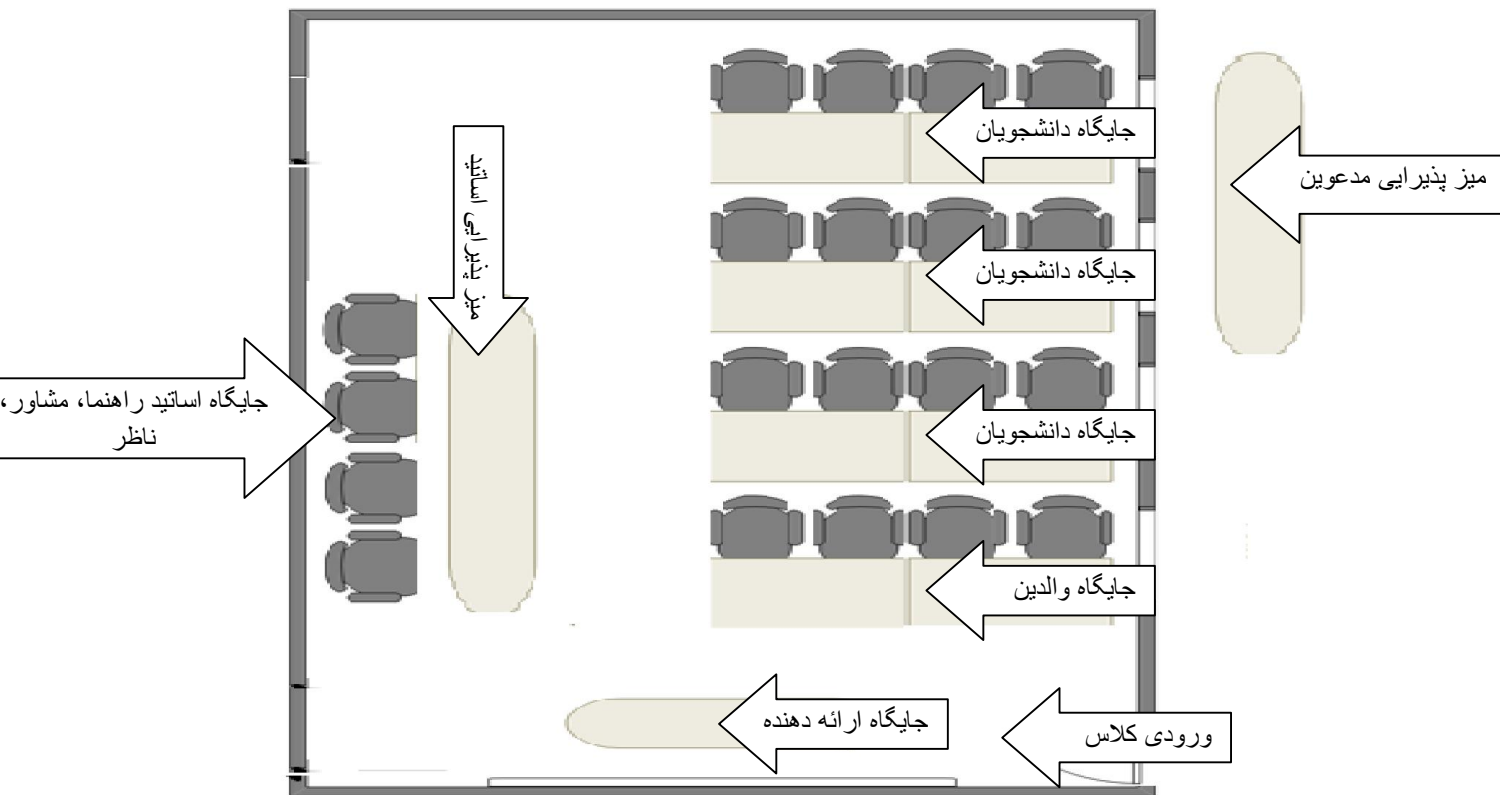 جایگاه دانشجویان
میز پذیرایی مدعوین
میز پذیرایی اساتید
جایگاه دانشجویان
جایگاه دانشجویان
جایگاه اساتید راهنما، مشاور،
ناظر
جایگاه والدین
جایگاه ارائه دهنده
ورودی کلاس